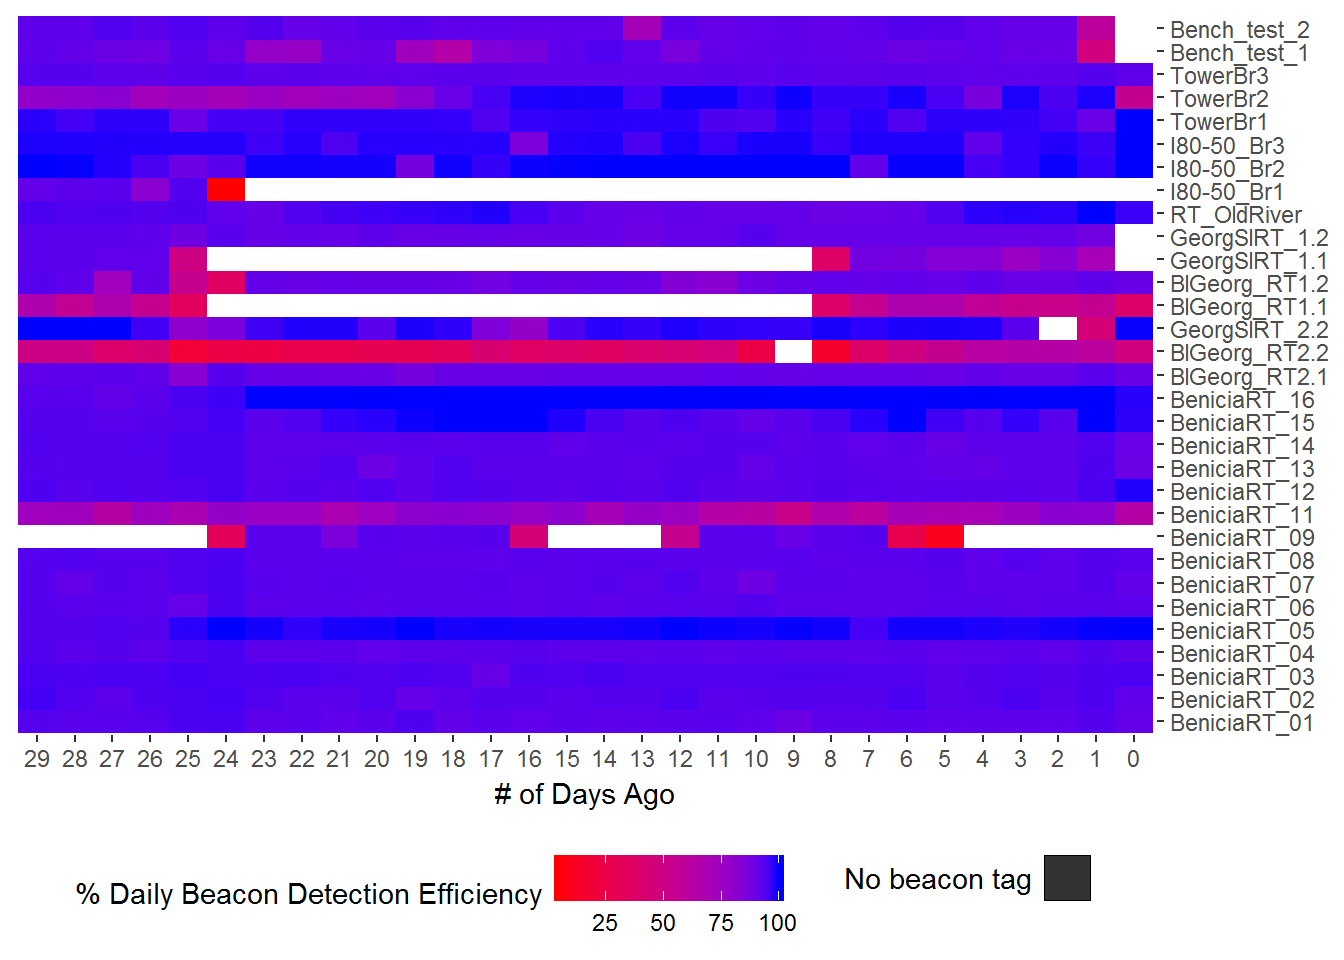 Bench_test_2
Bench_test_1
TowerBr3
TowerBr2
TowerBr1
I80-50_Br3
I80-50_Br2
I80-50_Br1
RT_OldRiver
GeorgSlRT_1.2
GeorgSlRT_1.1
BlGeorg_RT1.2
BlGeorg_RT1.1
GeorgSlRT_2.2
BlGeorg_RT2.2
BlGeorg_RT2.1
BeniciaRT_16
BeniciaRT_15
BeniciaRT_14
BeniciaRT_13
BeniciaRT_12
BeniciaRT_11
BeniciaRT_09
BeniciaRT_08
BeniciaRT_07
BeniciaRT_06
BeniciaRT_05
BeniciaRT_04
BeniciaRT_03
BeniciaRT_02
BeniciaRT_01
29 28 27 26 25 24 23 22 21 20 19 18 17 16 15 14 13 12 11 10 9 8 7 6 5 4 3 2 1 0
# of Days Ago
% Daily Beacon Detection Efficiency
25 50 75 100
No beacon tag